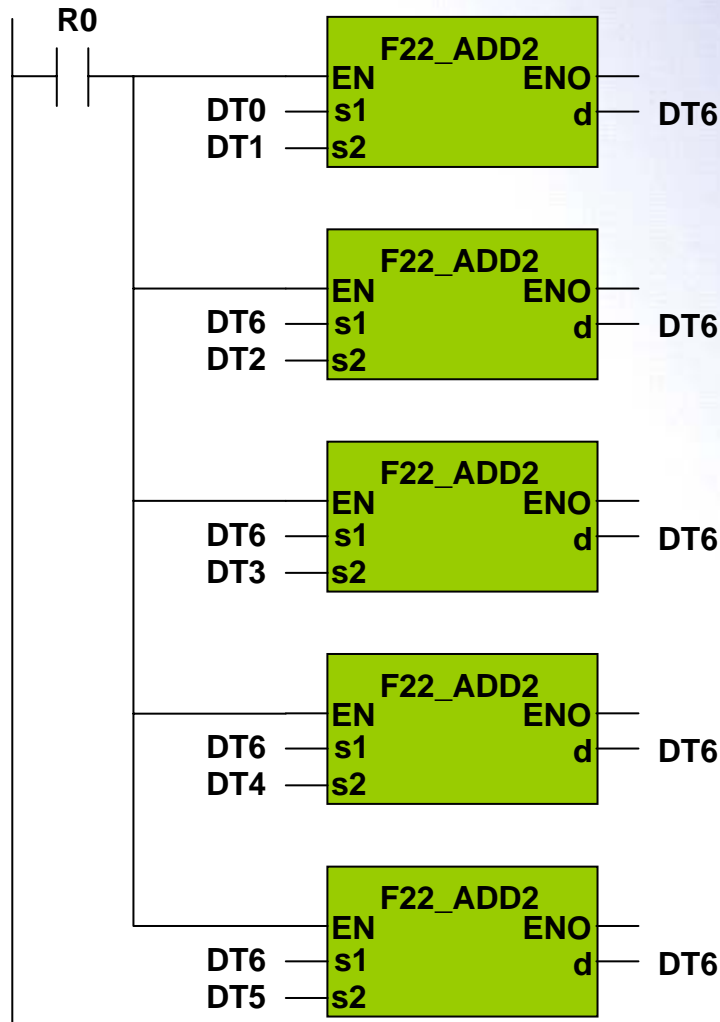 R0
F22_ADD2
EN ENO
DT0 s1 d DT6
DT1 s2
F22_ADD2
EN ENO
DT6 s1 d DT6
DT2 s2
F22_ADD2
EN ENO
DT6 s1 d DT6
DT3 s2
F22_ADD2
EN ENO
DT6 s1 d DT6
DT4 s2
F22_ADD2
EN ENO
DT6 s1 d DT6
DT5 s2